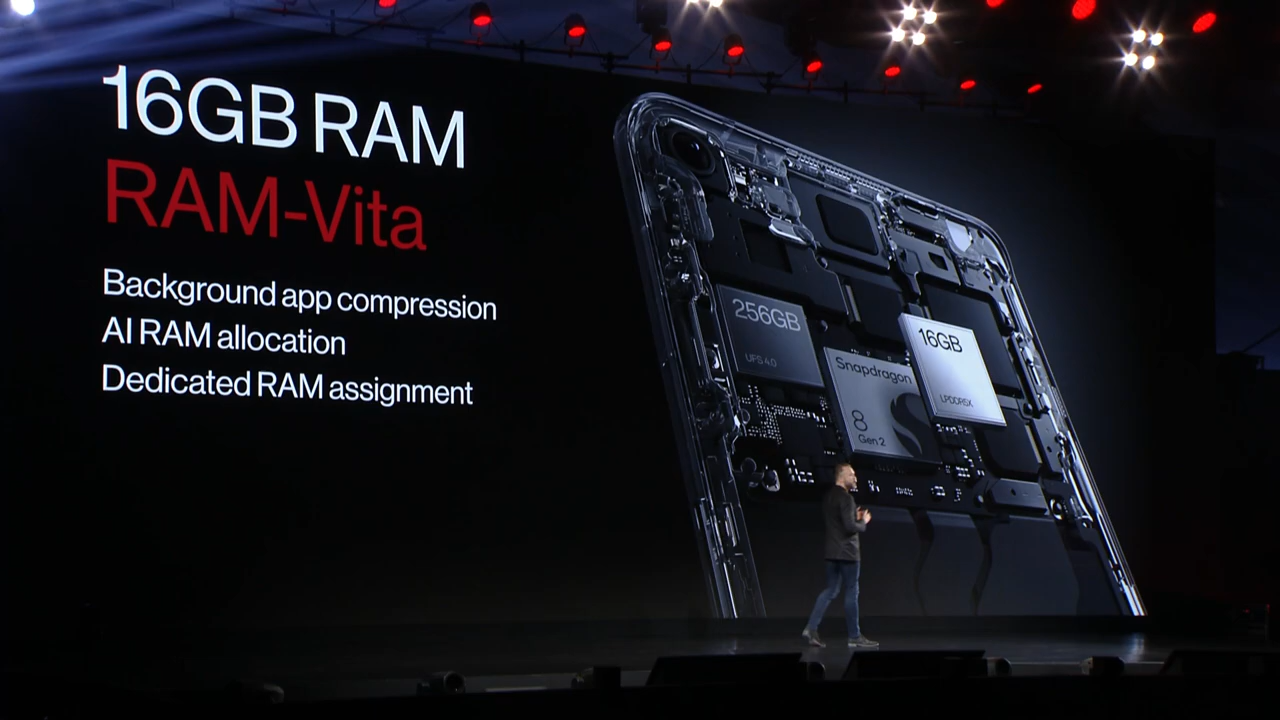 16GB RAM
RAM-Vita
Background app compression
AI RAM allocation
Dedicated RAM assignment
256GB
UFS 4.0
Snapdragon
8
Gen 2
16GB
LPDDR5X